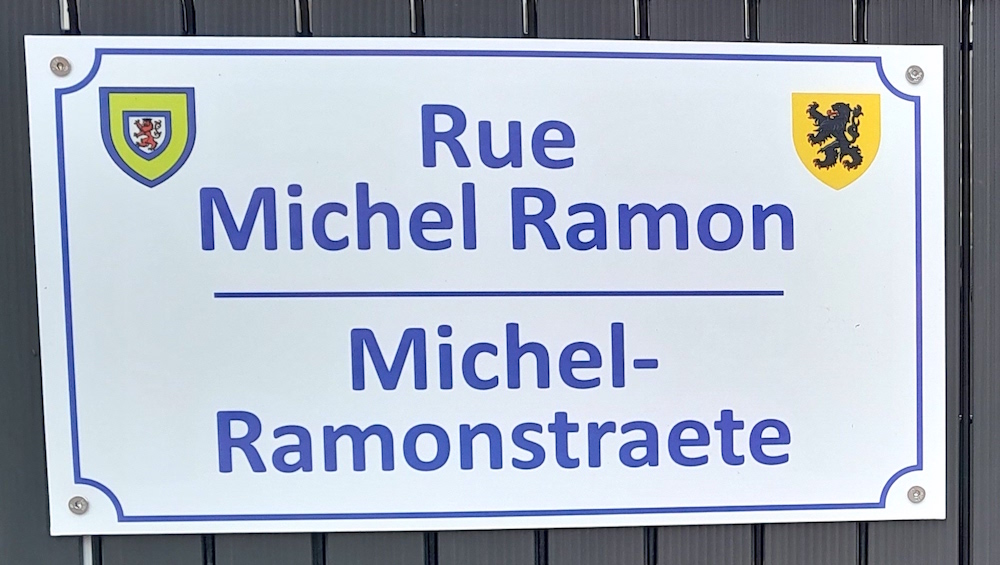 Rue
Michel Ramon
Michel-
Ramonstraete